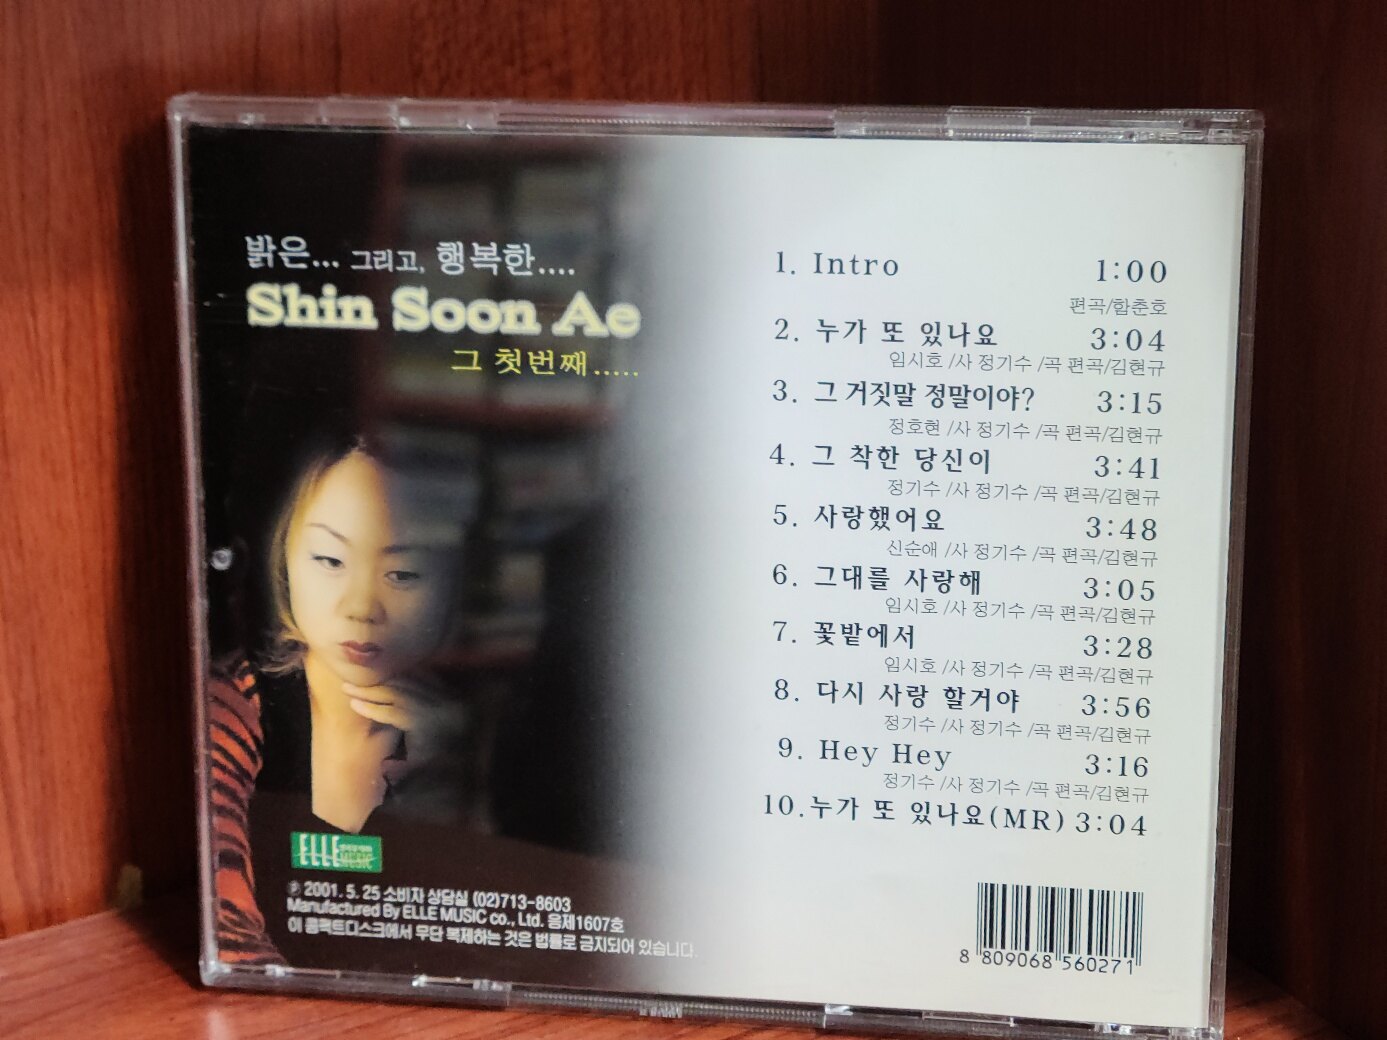 밝은... 그리고, 행복한....
Shin Soon Ae
그 첫번째.....
1. Intro 1:00
편곡/함춘호
2. 누가 또 있나요 3:04
임시호 /사 정기수 /곡 편곡/김현규
3. 그 거짓말 정말이야? 3:15
정호현 /사 정기수 /곡 편곡/김현규
4. 그 착한 당신이 3:41
정기수 /사 정기수 /곡 편곡/김현규
5. 사랑했어요 3:48
신순애 /사 정기수 /곡 편곡/김현규
6. 그대를 사랑해 3:05
임시호 /사 정기수 /곡 편곡/김현규
7. 꽃밭에서 3:28
임시호 /사 정기수 /곡 편곡/김현규
8. 다시 사랑 할거야 3:56
정기수 /사 정기수 /곡 편곡/김현규
9. Hey Hey 3:16
정기수 /사 정기수 /곡 편곡/김현규
10. 누가 또 있나요(MR) 3:04
ELLE MUSIC
℗ 2001. 5. 25 소비자 상담실 (02)713-8603
Manufactured By ELLE MUSIC co., Ltd. 음제1607호
이 콤팩트디스크에서 무단 복제하는 것은 법률로 금지되어 있습니다.
8 809068 560271